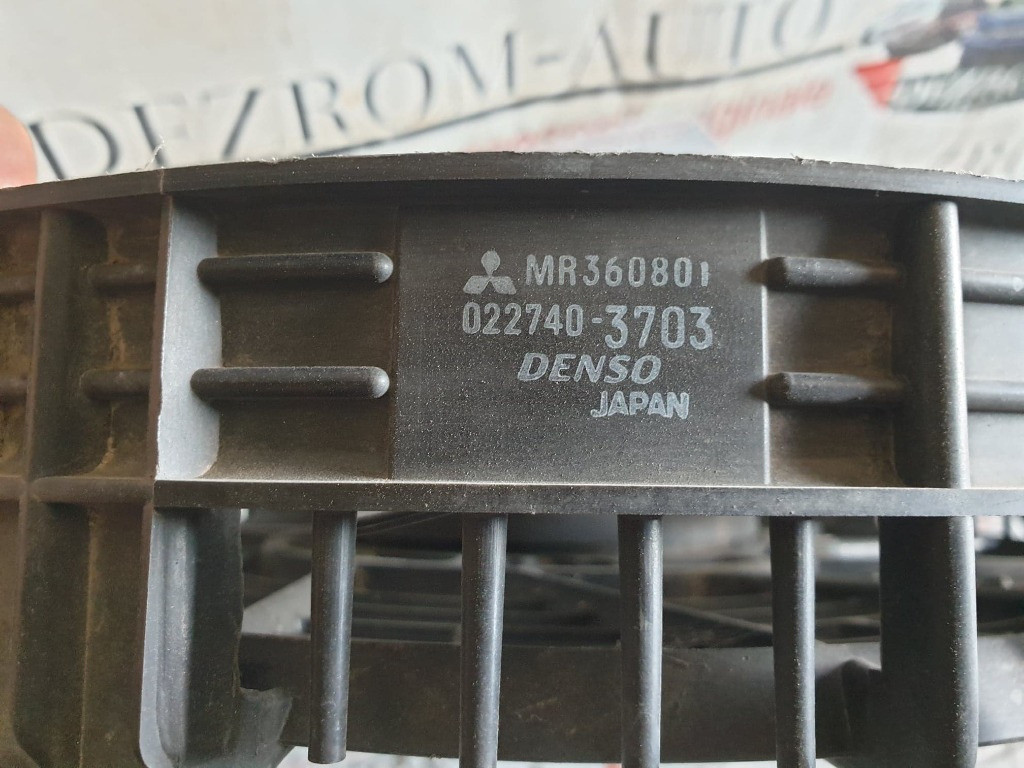 DEZROM-AUTO
MR360801
022740-3703
DENSO
JAPAN